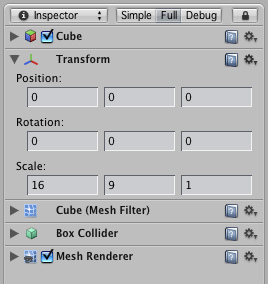 Inspector Simple Full Debug
Cube
Transform
Position:
0 0 0
Rotation:
0 0 0
Scale:
16 9 1
Cube (Mesh Filter)
Box Collider
Mesh Renderer